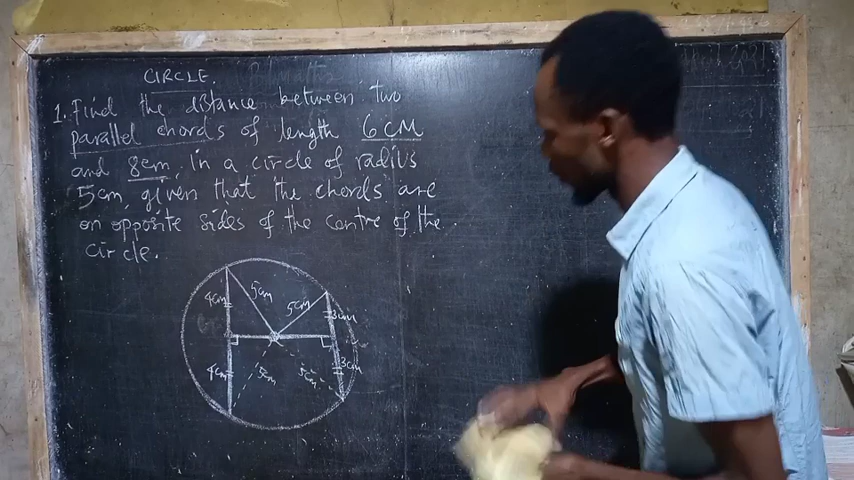 CIRCLE.
1. Find the distance between two
parallel chords of length 6CM
and 8cm, in a circle of radius
5cm, given that the chords are
on opposite sides of the centre of the
circle.
4cm 5cm 5cm 3cm
4cm 5cm 5cm 3cm